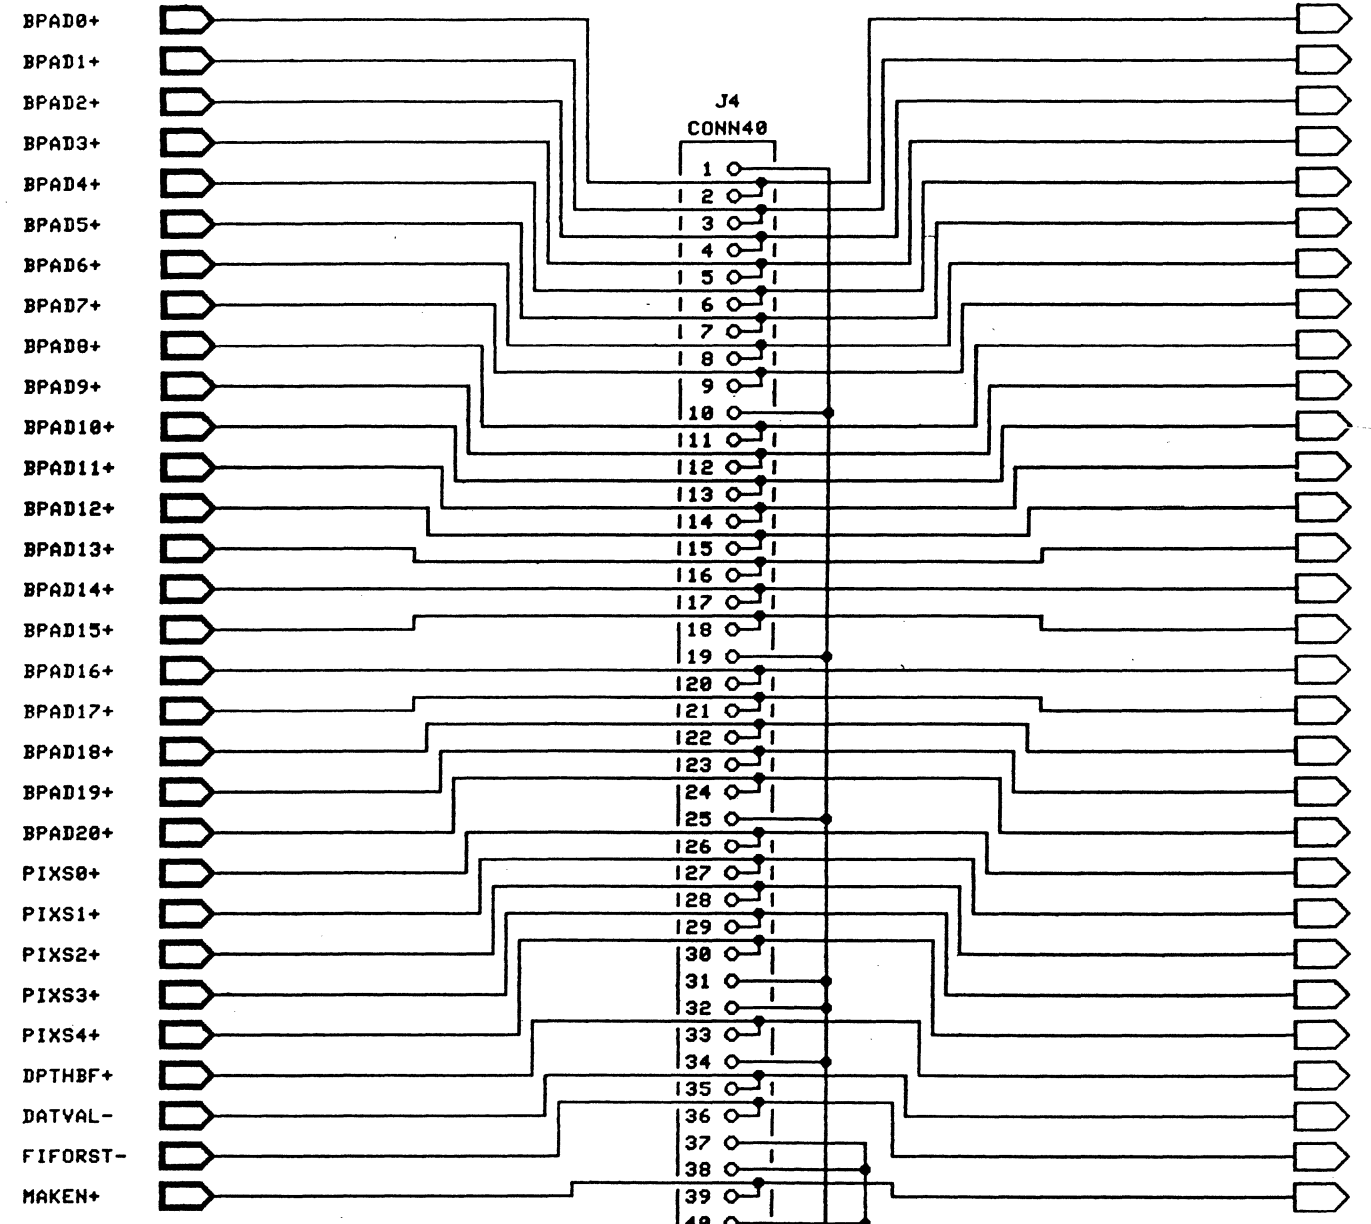 BPAD0+
BPAD1+
BPAD2+
J4
CONN40
BPAD3+
1
BPAD4+
2
3
BPAD5+
4
BPAD6+
5
6
BPAD7+
7
BPAD8+
8
9
BPAD9+
10
BPAD10+
11
12
BPAD11+
13
BPAD12+
14
15
BPAD13+
16
BPAD14+
17
BPAD15+
18
19
BPAD16+
20
BPAD17+
21
22
BPAD18+
23
BPAD19+
24
25
BPAD20+
26
PIXS0+
27
28
PIXS1+
29
PIXS2+
30
31
PIXS3+
32
PIXS4+
33
34
DPTHBF+
35
DATVAL-
36
37
FIFORST-
38
MAKEN+
39
40